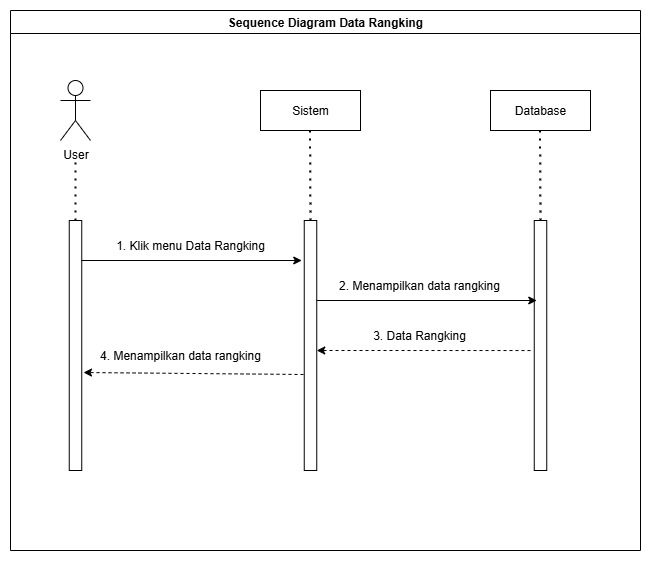 Sequence Diagram Data Rangking
Sistem
Database
User
1. Klik menu Data Rangking
2. Menampilkan data rangking
3. Data Rangking
4. Menampilkan data rangking